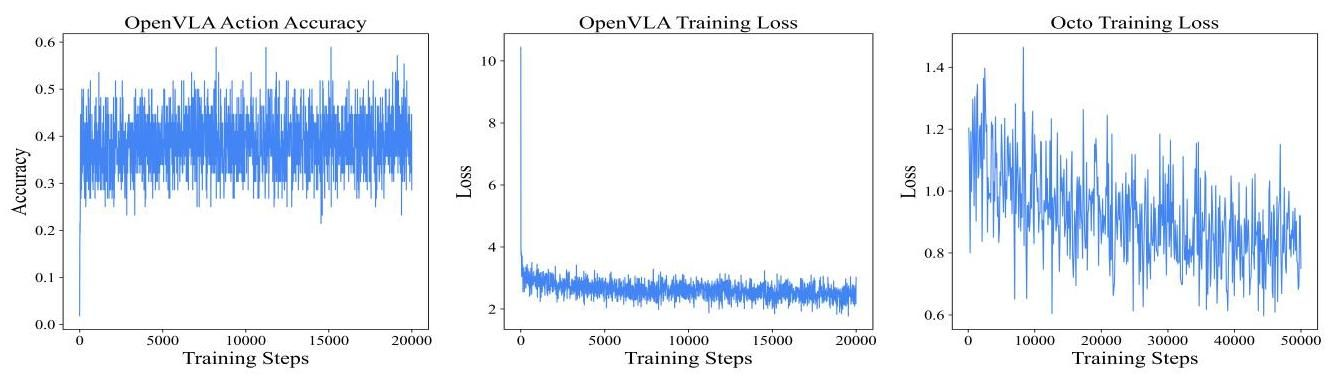 OpenVLA Action Accuracy
0.6
0.5
0.4
0.3
0.2
0.1
0.0
Accuracy
0 5000 10000 15000 20000
Training Steps
OpenVLA Training Loss
10
8
6
4
2
Loss
0 5000 10000 15000 20000
Training Steps
Octo Training Loss
1.4
1.2
1.0
0.8
0.6
Loss
0 10000 20000 30000 40000 50000
Training Steps